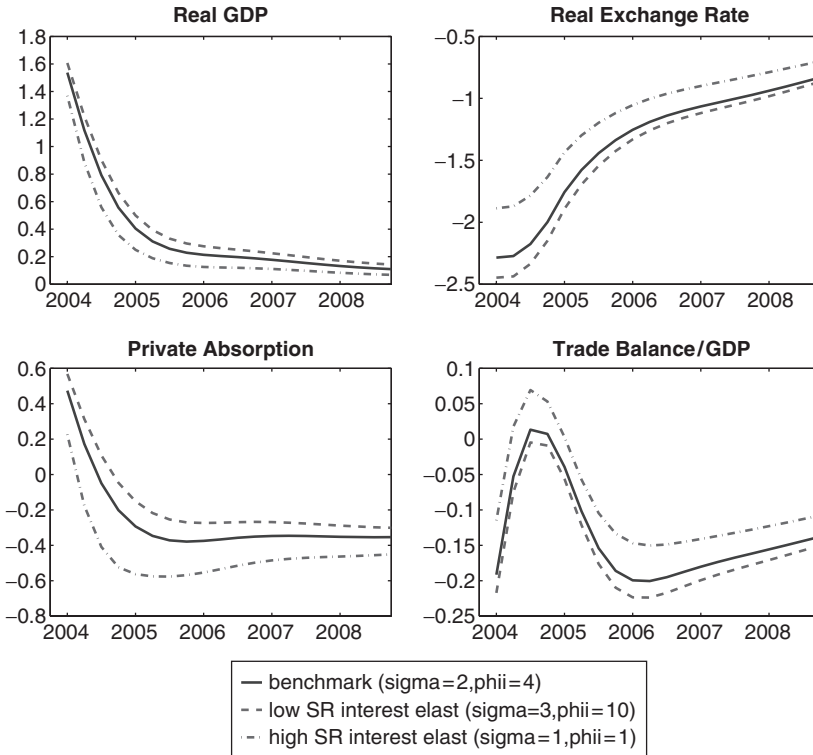 Real GDP
1.8
1.6
1.4
1.2
1
0.8
0.6
0.4
0.2
0
2004 2005 2006 2007 2008
Real Exchange Rate
−0.5
−1
−1.5
−2
−2.5
2004 2005 2006 2007 2008
Private Absorption
0.6
0.4
0.2
0
−0.2
−0.4
−0.6
−0.8
2004 2005 2006 2007 2008
Trade Balance/GDP
0.1
0.05
0
−0.05
−0.1
−0.15
−0.2
−0.25
2004 2005 2006 2007 2008
benchmark (sigma=2,phii=4)
low SR interest elast (sigma=3,phii=10)
high SR interest elast (sigma=1,phii=1)